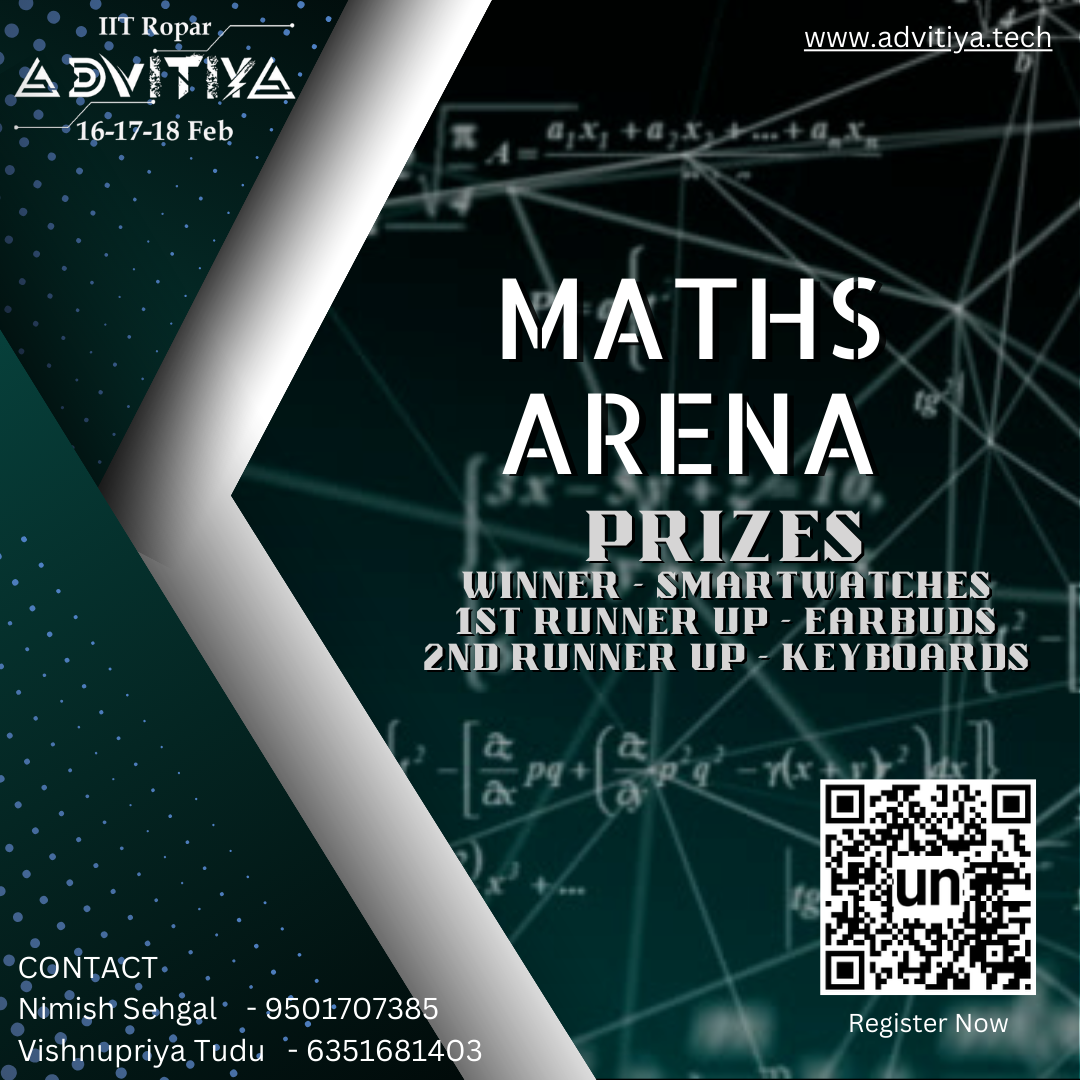 IIT Ropar
ADVITIYA
16-17-18 Feb
www.advitiya.tech
MATHS
ARENA
PRIZES
WINNER - SMARTWATCHES
1ST RUNNER UP - EARBUDS
2ND RUNNER UP - KEYBOARDS
un
Register Now
CONTACT
Nimish Sehgal - 9501707385
Vishnupriya Tudu - 6351681403